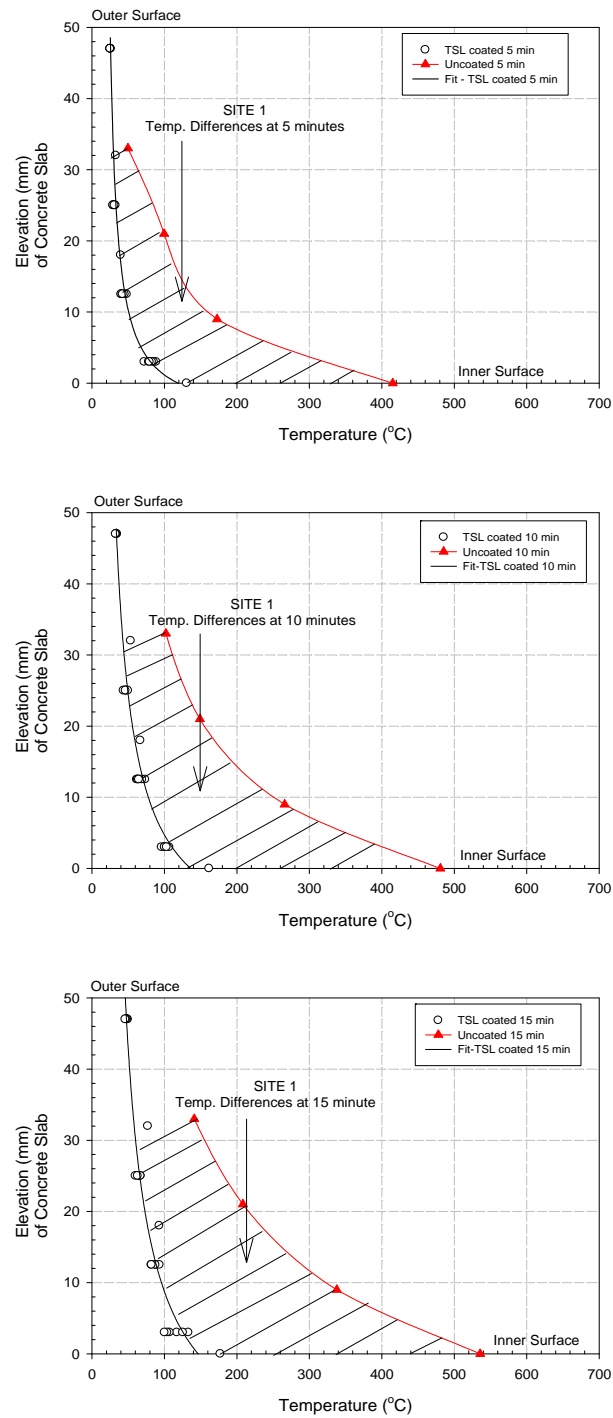 Outer Surface
50
TSL coated 5 min
Uncoated 5 min
Fit - TSL coated 5 min
40
SITE 1
Temp. Differences at 5 minutes
30
Elevation (mm)
of Concrete Slab
20
10
Inner Surface
0
0 100 200 300 400 500 600 700
Temperature (°C)
Outer Surface
50
TSL coated 10 min
Uncoated 10 min
Fit-TSL coated 10 min
40
SITE 1
Temp. Differences at 10 minutes
30
Elevation (mm)
of Concrete Slab
20
10
Inner Surface
0
0 100 200 300 400 500 600 700
Temperature (°C)
Outer Surface
50
TSL coated 15 min
Uncoated 15 min
Fit-TSL coated 15 min
40
SITE 1
Temp. Differences at 15 minute
30
Elevation (mm)
of Concrete Slab
20
10
Inner Surface
0
0 100 200 300 400 500 600 700
Temperature (°C)